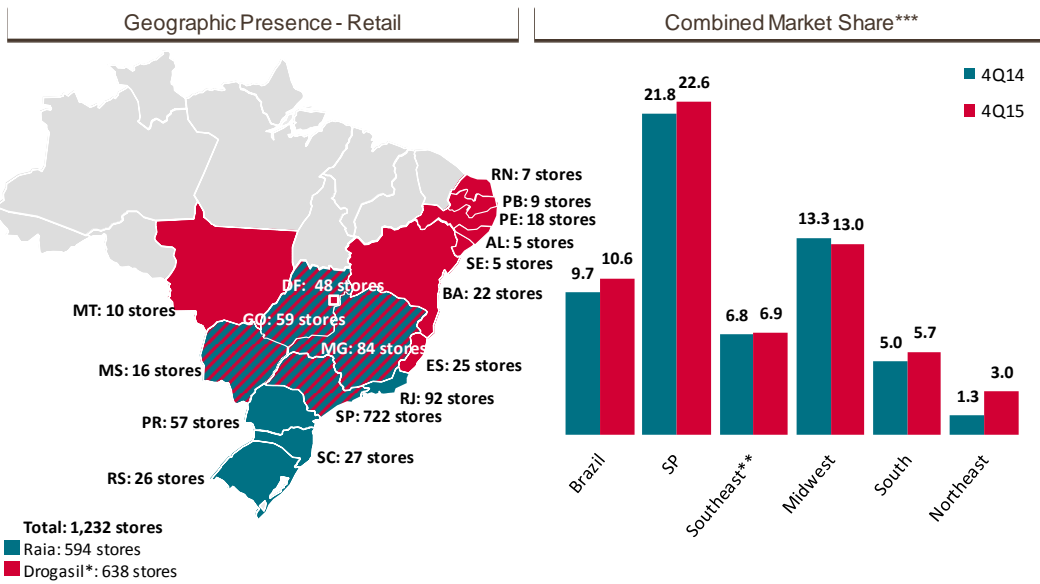 Geographic Presence - Retail
RN: 7 stores
PB: 9 stores
PE: 18 stores
AL: 5 stores
SE: 5 stores
DF: 48 stores
BA: 22 stores
MT: 10 stores
GO: 59 stores
MG: 84 stores
MS: 16 stores
ES: 25 stores
RJ: 92 stores
SP: 722 stores
PR: 57 stores
SC: 27 stores
RS: 26 stores
Total: 1,232 stores
Raia: 594 stores
Drogasil*: 638 stores
Combined Market Share***
4Q14
4Q15
9.7 10.6
21.8 22.6
6.8 6.9
13.3 13.0
5.0 5.7
1.3 3.0
Brazil
SP
Southeast**
Midwest
South
Northeast